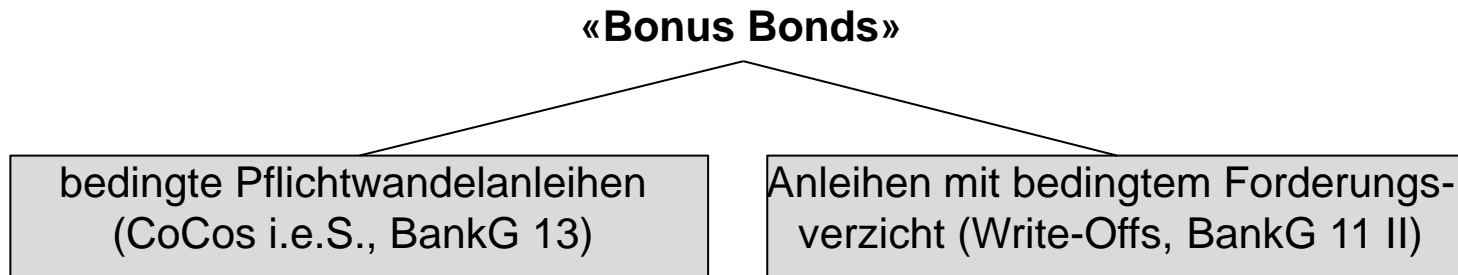 «Bonus Bonds»
bedingte Pflichtwandelanleihen
(CoCos i.e.S., BankG 13)
Anleihen mit bedingtem Forderungs-
verzicht (Write-Offs, BankG 11 II)